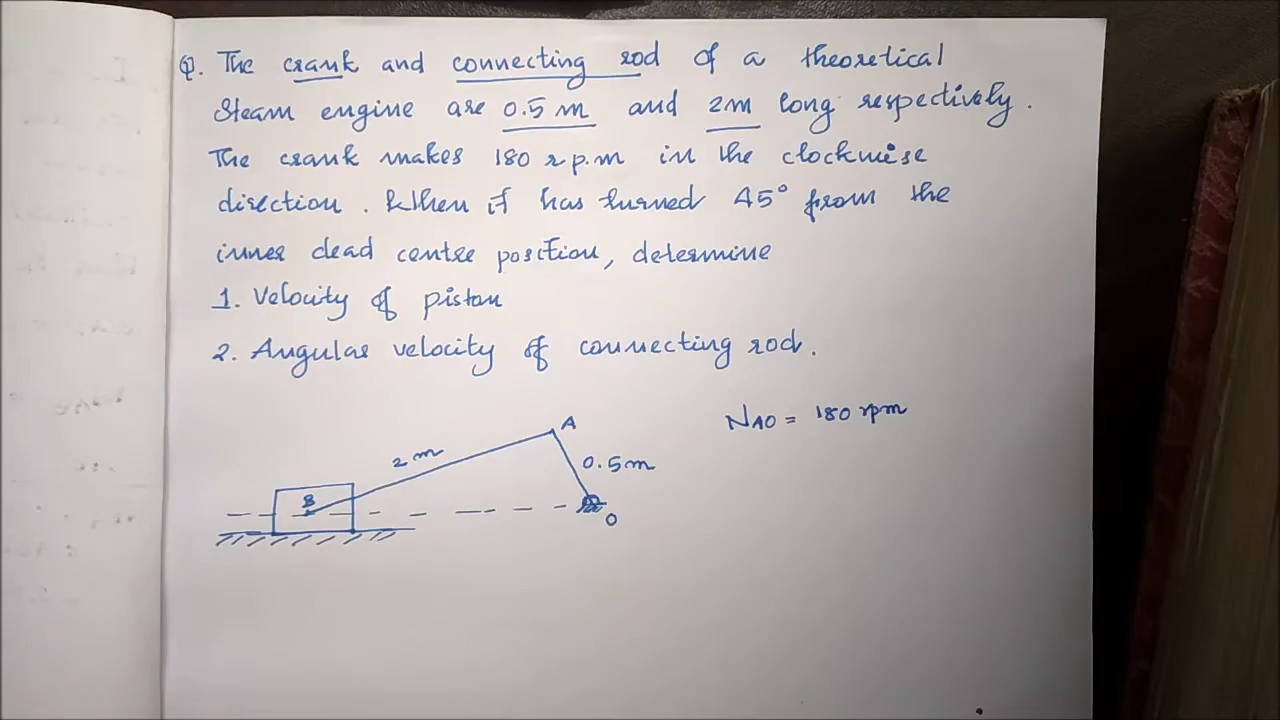 Q. The crank and connecting rod of a theoretical
Steam engine are 0.5 m and 2m long respectively.
The crank makes 180 r.p.m in the clockwise
direction. When it has turned 45° from the
inner dead centre position, determine
1. Velocity of piston
2. Angular velocity of connecting rod.
NAO = 180 rpm
A
2 m
0.5m
B
O